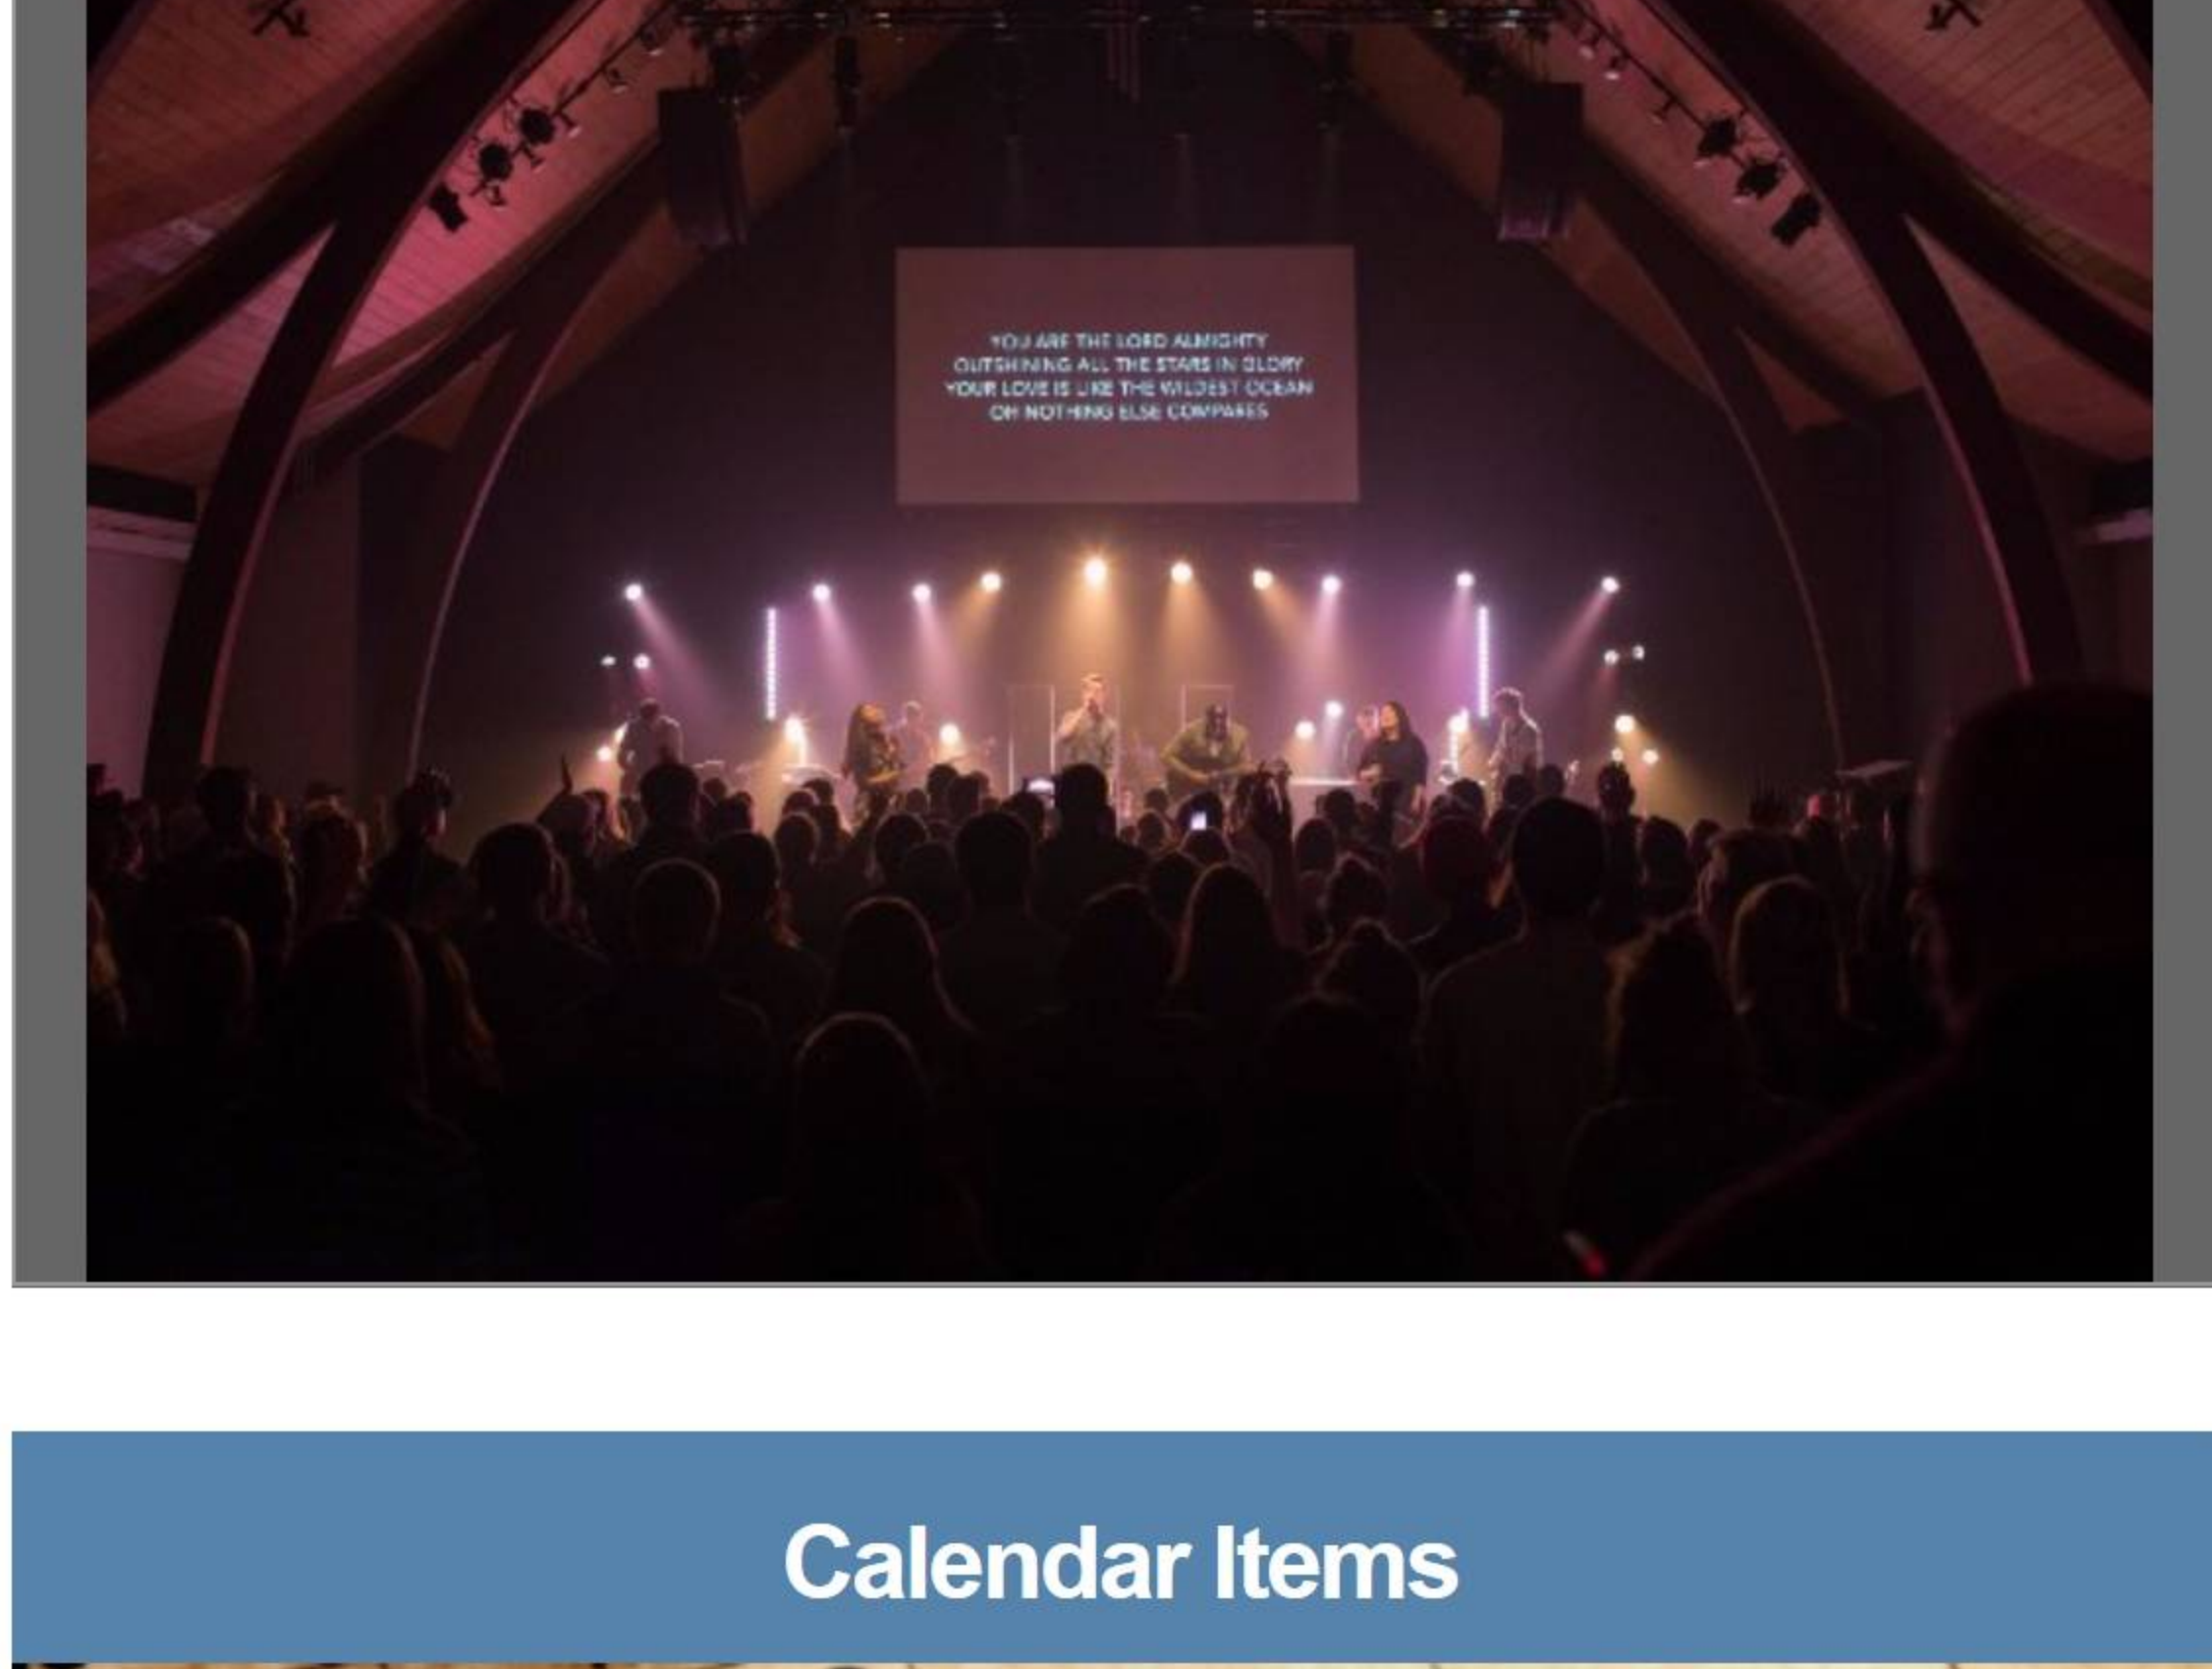 YOU ARE THE LORD ALMIGHTY
OUTSHINING ALL THE STARS IN GLORY
YOUR LOVE IS LIKE THE WILDEST OCEAN
OH NOTHING ELSE COMPARES
Calendar Items